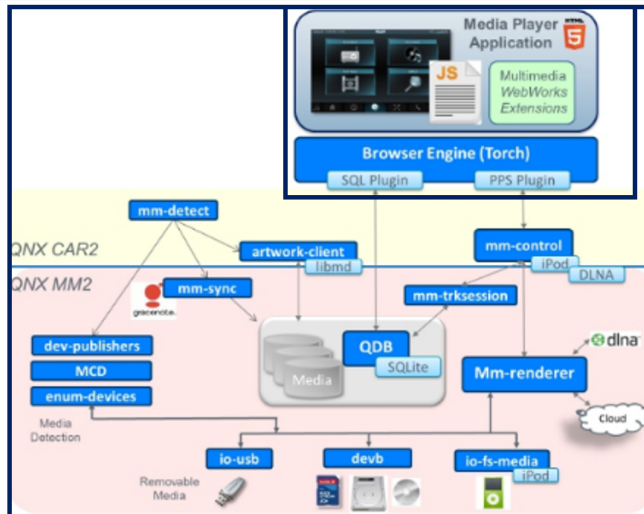 Media Player
Application
HTML
5
JS
Multimedia
WebWorks
Extensions
Browser Engine (Torch)
SQL Plugin
PPS Plugin
mm-detect
QNX CAR2
artwork-client
libmd
mm-control
iPod
DLNA
QNX MM2
mm-sync
gracenote
mm-trksession
dev-publishers
MCD
enum-devices
Media
QDB
SQLite
Mm-renderer
dlna
Cloud
Media
Detection
io-usb
devb
io-fs-media
iPod
Removable
Media